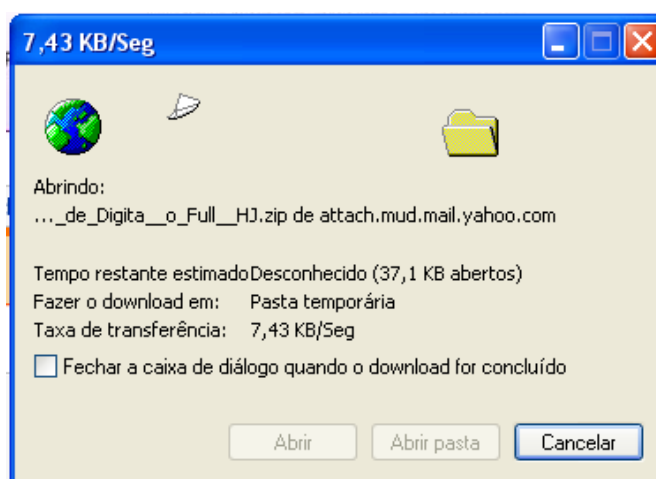 7,43 KB/Seg
Abrindo:
..._de_Digita__o_Full__HJ.zip de attach.mud.mail.yahoo.com
Tempo restante estimado Desconhecido (37,1 KB abertos)
Fazer o download em: Pasta temporária
Taxa de transferência: 7,43 KB/Seg
Fechar a caixa de diálogo quando o download for concluído
Abrir Abrir pasta Cancelar